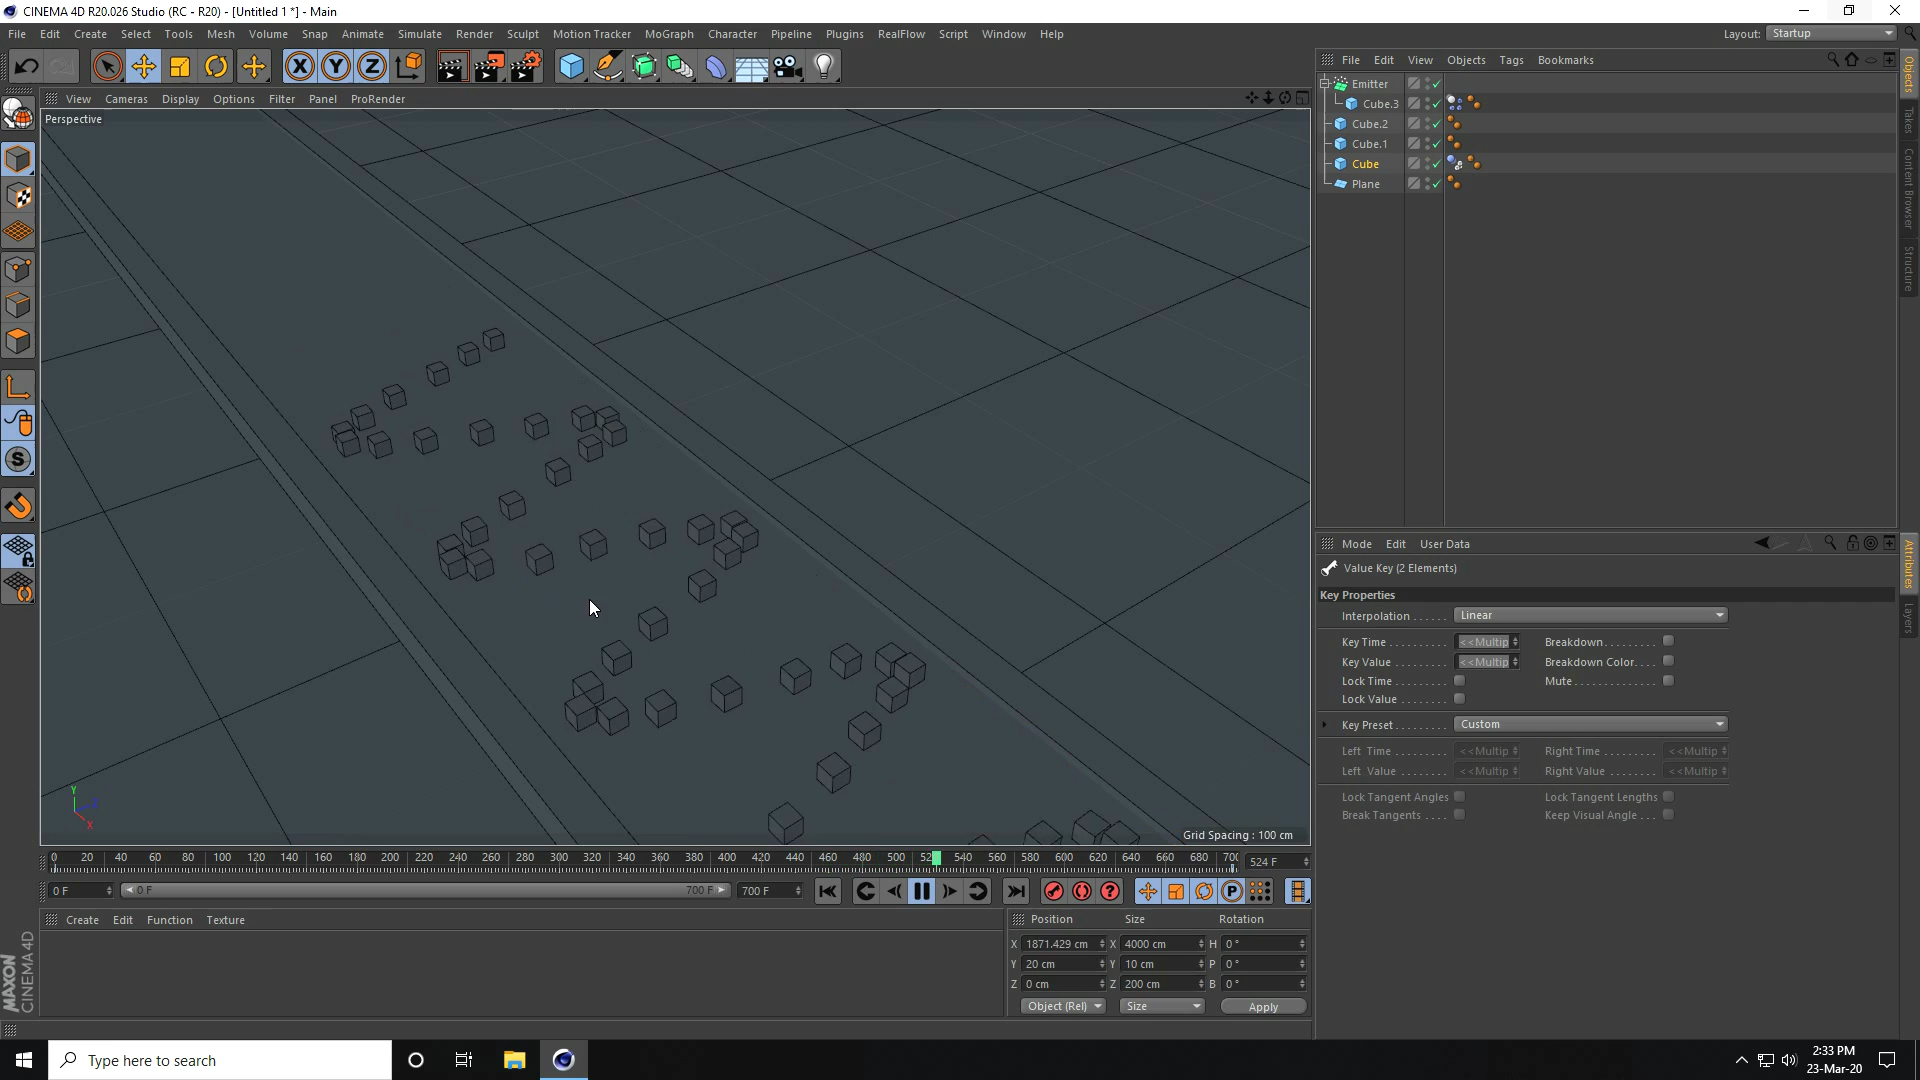 CINEMA 4D R20.026 Studio (RC - R20) - [Untitled 1 *] - Main
File Edit Create Select Tools Mesh Volume Snap Animate Simulate Render Sculpt Motion Tracker MoGraph Character Pipeline Plugins RealFlow Script Window Help
Layout: Startup
X Y Z
File Edit View Objects Tags Bookmarks
View Cameras Display Options Filter Panel ProRender
Perspective
Emitter
Cube.3
Cube.2
Cube.1
Cube
Plane
Objects
Takes
Content Browser
Structure
Mode Edit User Data
Value Key (2 Elements)
Attributes
Layers
Key Properties
Interpolation Linear
Key Time <<Multip Breakdown
Key Value <<Multip Breakdown Color
Lock Time Mute
Lock Value
Key Preset Custom
Left Time <<Multip Right Time <<Multip
Left Value <<Multip Right Value <<Multip
Lock Tangent Angles Lock Tangent Lengths
Break Tangents Keep Visual Angle
Y
X
Grid Spacing : 100 cm
0 20 40 60 80 100 120 140 160 180 200 220 240 260 280 300 320 340 360 380 400 420 440 460 480 500 52 540 560 580 600 620 640 660 680 700 524 F
0 F 0 F 700 F 700 F
P
Create Edit Function Texture
Position Size Rotation
X 1871.429 cm X 4000 cm H 0 °
Y 20 cm Y 10 cm P 0 °
Z 0 cm Z 200 cm B 0 °
Object (Rel) Size Apply
MAXON
CINEMA 4D
Type here to search
2:33 PM
23-Mar-20